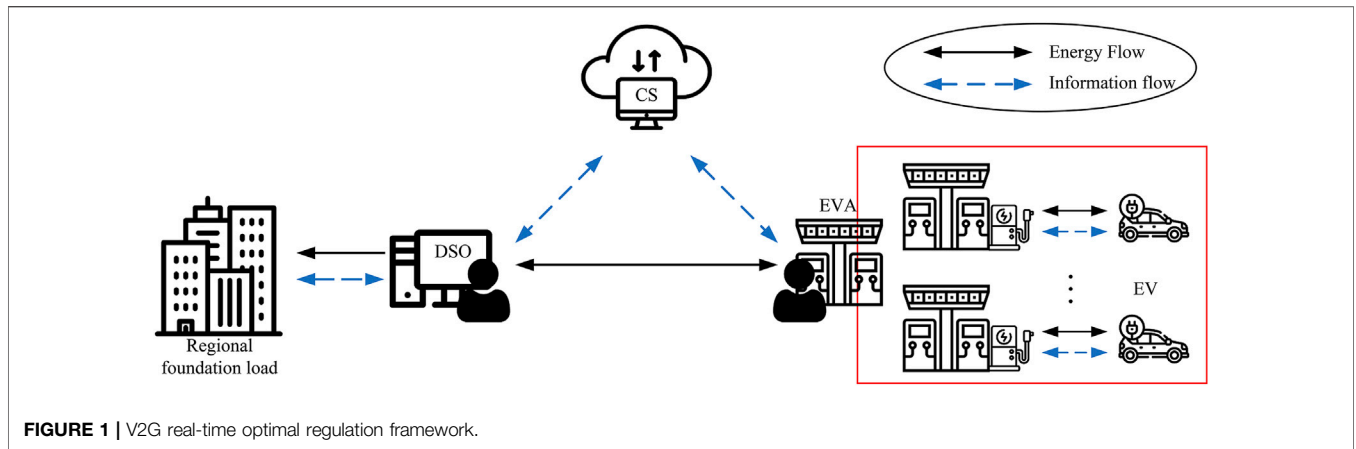 CS
Energy Flow
Information flow
EVA
DSO
EV
Regional
foundation load
FIGURE 1 | V2G real-time optimal regulation framework.